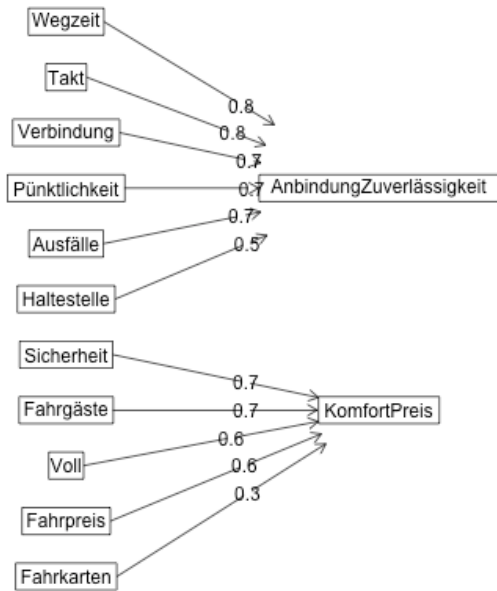 Wegzeit
0.8
Takt
0.8
Verbindung
0.7
Pünktlichkeit
0.7
AnbindungZuverlässigkeit
Ausfälle
0.7
Haltestelle
0.5
Sicherheit
0.7
Fahrgäste
0.7
KomfortPreis
Voll
0.6
Fahrpreis
0.6
Fahrkarten
0.3